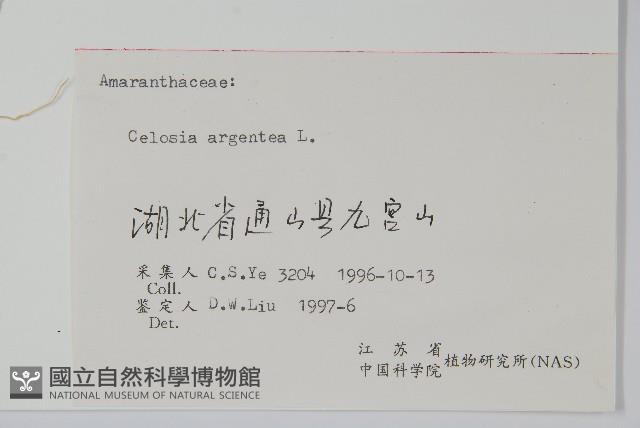 Amaranthaceae:
Celosia argentea L.
湖北省通山县九宫山
采集人 C.S.Ye 3204 1996-10-13
Coll.
鉴定人 D.W.Liu 1997-6
Det.
江苏省
中国科学院 植物研究所(NAS)
國立自然科學博物館
NATIONAL MUSEUM OF NATURAL SCIENCE